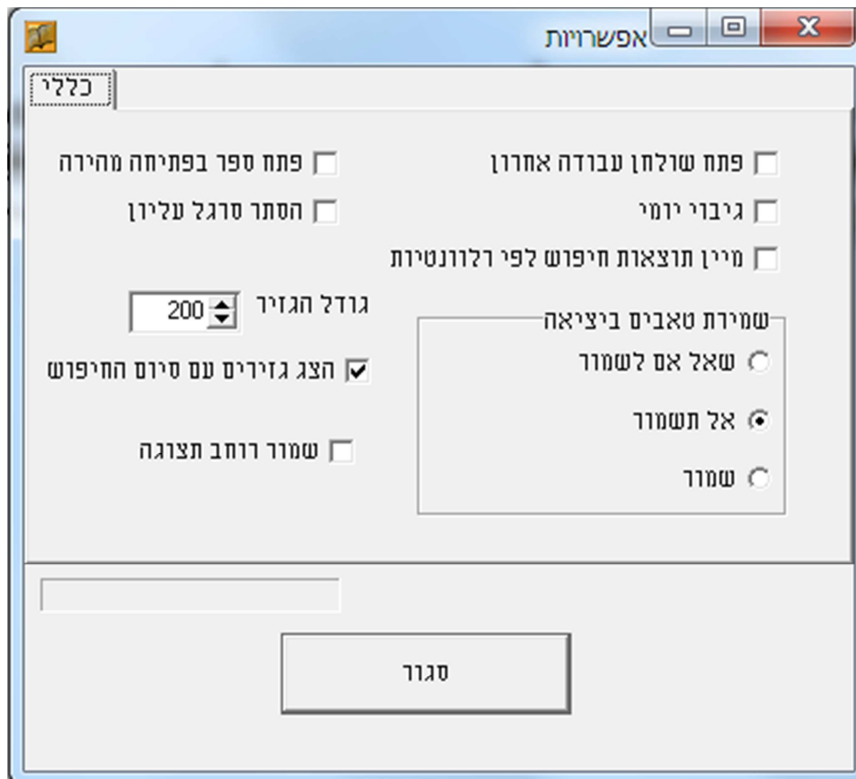 אפשרויות
כללי
פתח שולחן עבודה אחרון
פתח ספר בפתיחה מהירה
גיבוי יומי
הסתר סרגל עליון
מיין תוצאות חיפוש לפי רלוונטיות
גודל הגזיר
200
שמירת טאבים ביציאה
שאל אם לשמור
הצג גזירים עם סיום החיפוש
אל תשמור
שמור רוחב תצוגה
שמור
סגור